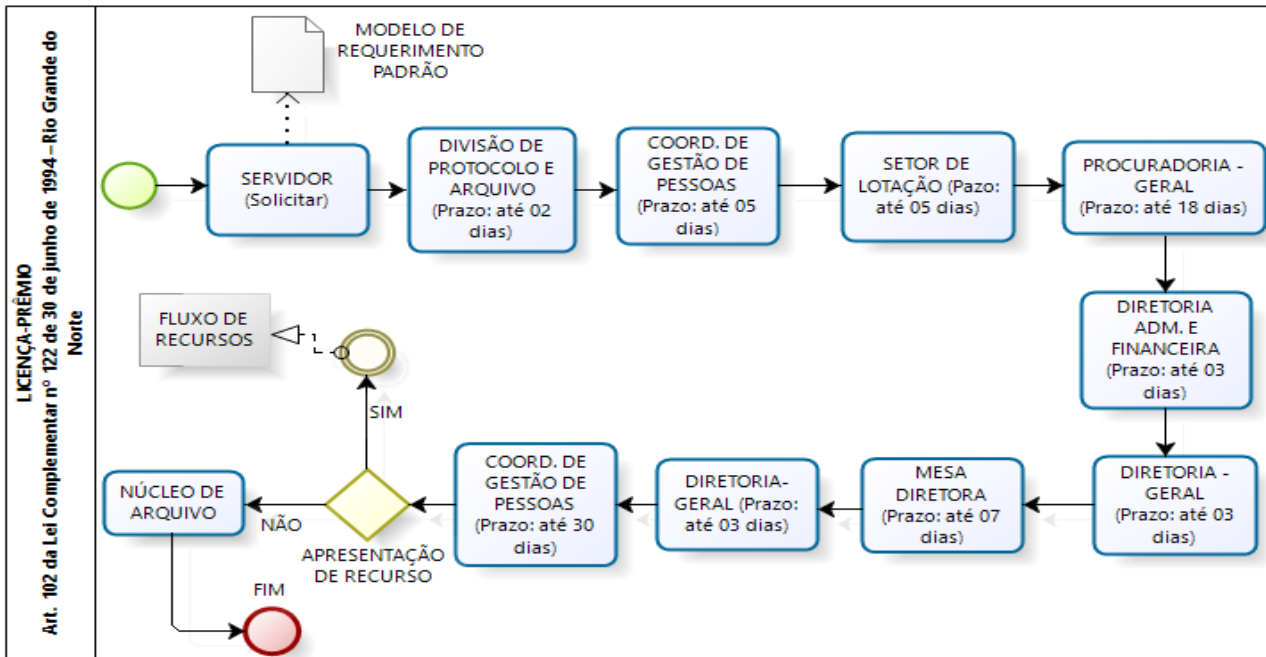 LICENÇA-PRÊMIO
Art. 102 da Lei Complementar nº 122 de 30 de junho de 1994 – Rio Grande do
Norte
MODELO DE
REQUERIMENTO
PADRÃO
SERVIDOR
(Solicitar)
DIVISÃO DE
PROTOCOLO E
ARQUIVO
(Prazo: até 02
dias)
COORD. DE
GESTÃO DE
PESSOAS
(Prazo: até 05
dias)
SETOR DE
LOTAÇÃO (Pazo:
até 05 dias)
PROCURADORIA -
GERAL
(Prazo: até 18 dias)
DIRETORIA
ADM. E
FINANCEIRA
(Prazo: até 03
dias)
DIRETORIA - GERAL
(Prazo: até 03
dias)
MESA
DIRETORA
(Prazo: até 07
dias)
DIRETORIA-
GERAL (Prazo:
até 03 dias)
COORD. DE
GESTÃO DE
PESSOAS
(Prazo: até 30
dias)
APRESENTAÇÃO
DE RECURSO
SIM
FLUXO DE
RECURSOS
NÃO
NÚCLEO DE
ARQUIVO
FIM